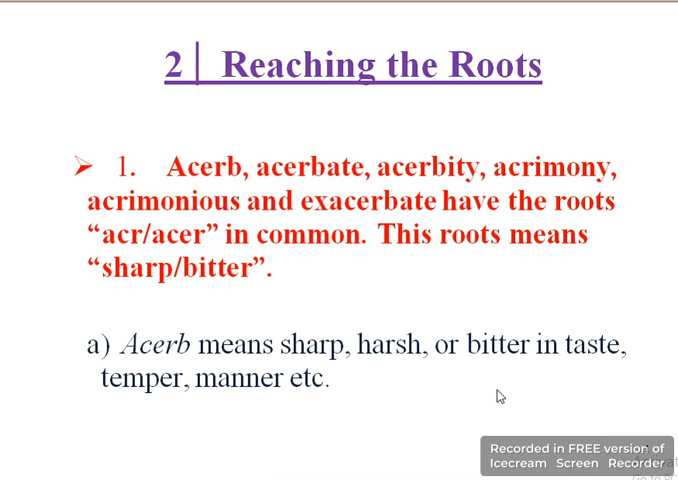 2│ Reaching the Roots
➢ 1. Acerb, acerbate, acerbity, acrimony,
acrimonious and exacerbate have the roots
“acr/acer” in common. This roots means
“sharp/bitter”.
a) Acerb means sharp, harsh, or bitter in taste,
temper, manner etc.
Recorded in FREE version of
Icecream Screen Recorder